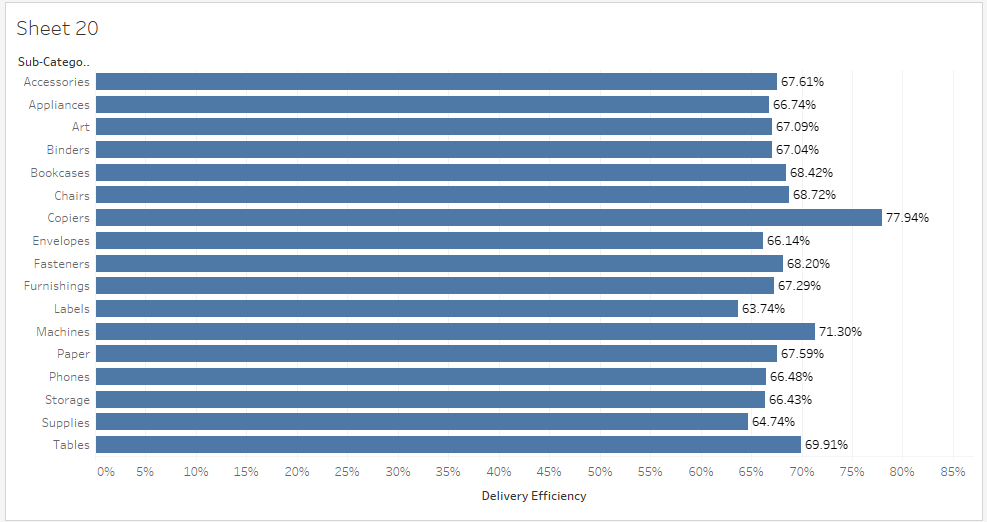 Sheet 20
Sub-Catego..
Accessories 67.61%
Appliances 66.74%
Art 67.09%
Binders 67.04%
Bookcases 68.42%
Chairs 68.72%
Copiers 77.94%
Envelopes 66.14%
Fasteners 68.20%
Furnishings 67.29%
Labels 63.74%
Machines 71.30%
Paper 67.59%
Phones 66.48%
Storage 66.43%
Supplies 64.74%
Tables 69.91%
0% 5% 10% 15% 20% 25% 30% 35% 40% 45% 50% 55% 60% 65% 70% 75% 80% 85%
Delivery Efficiency